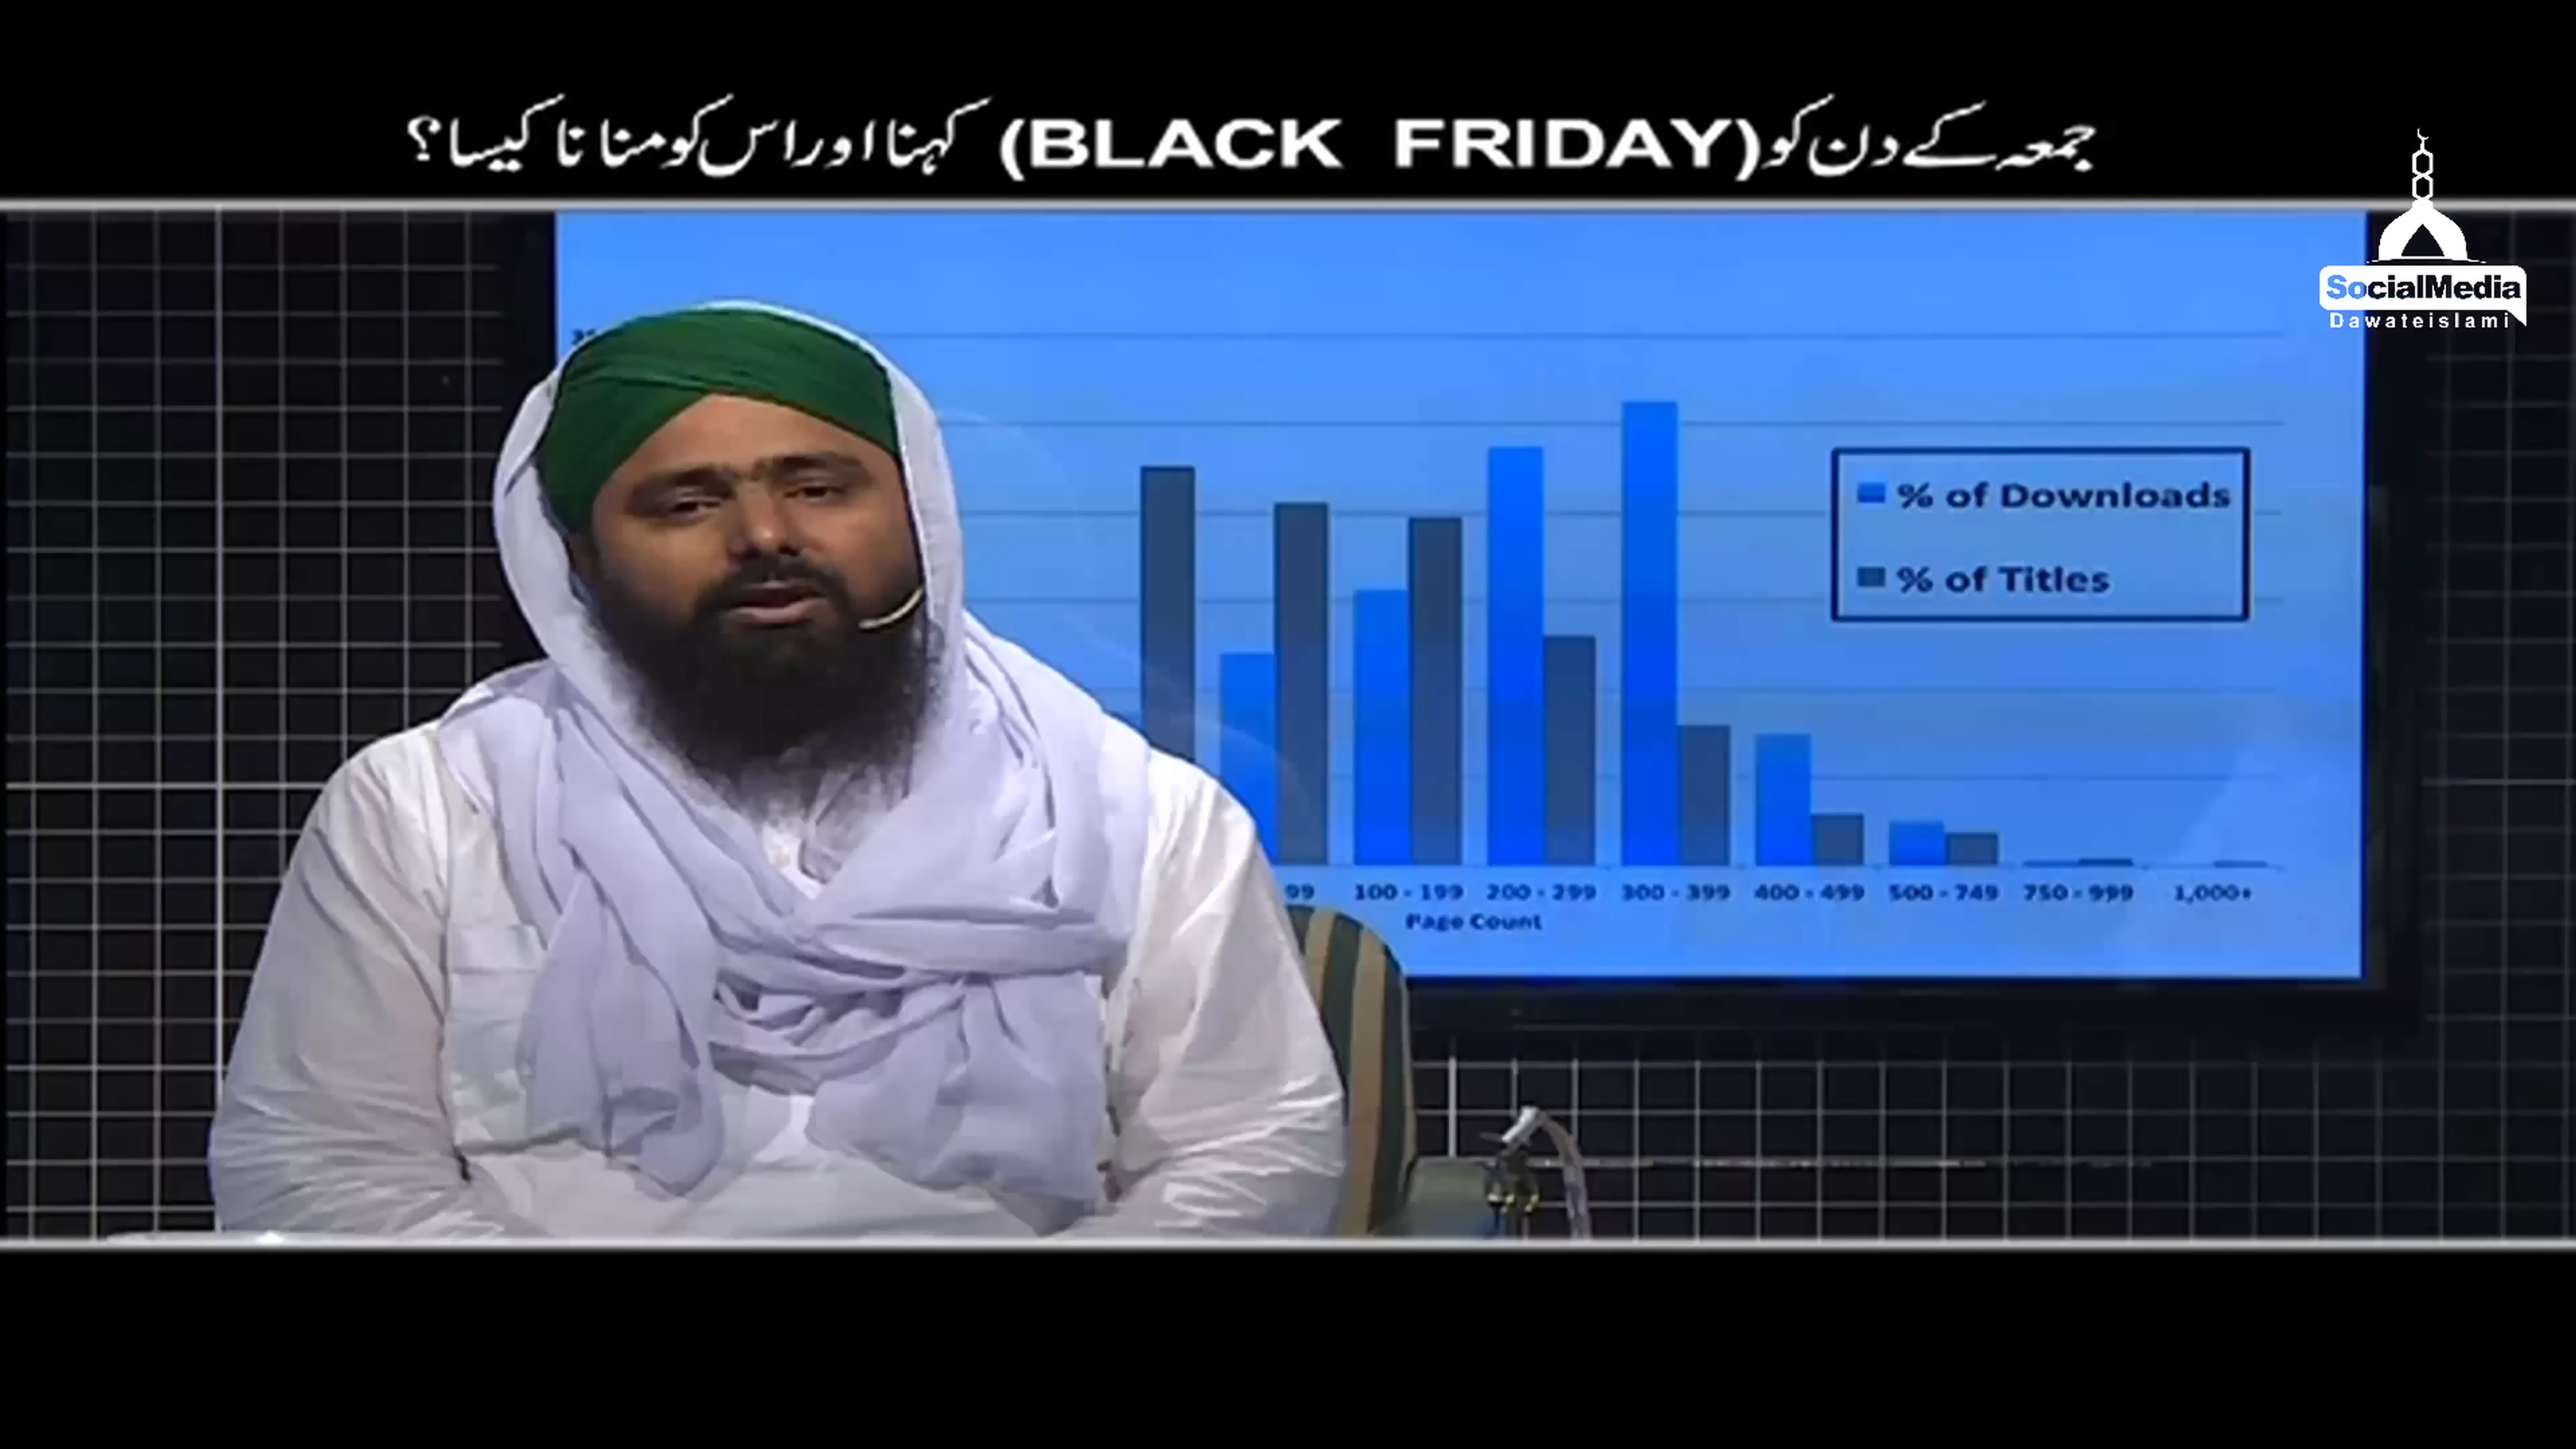 جمعہ کے دن کو (BLACK FRIDAY) کہنا اور اس کو منانا کیسا؟
SocialMedia
Dawateislami
% of Downloads
% of Titles
99 100 - 199 200 - 299 300 - 399 400 - 499 500 - 749 750 - 999 1,000+
Page Count